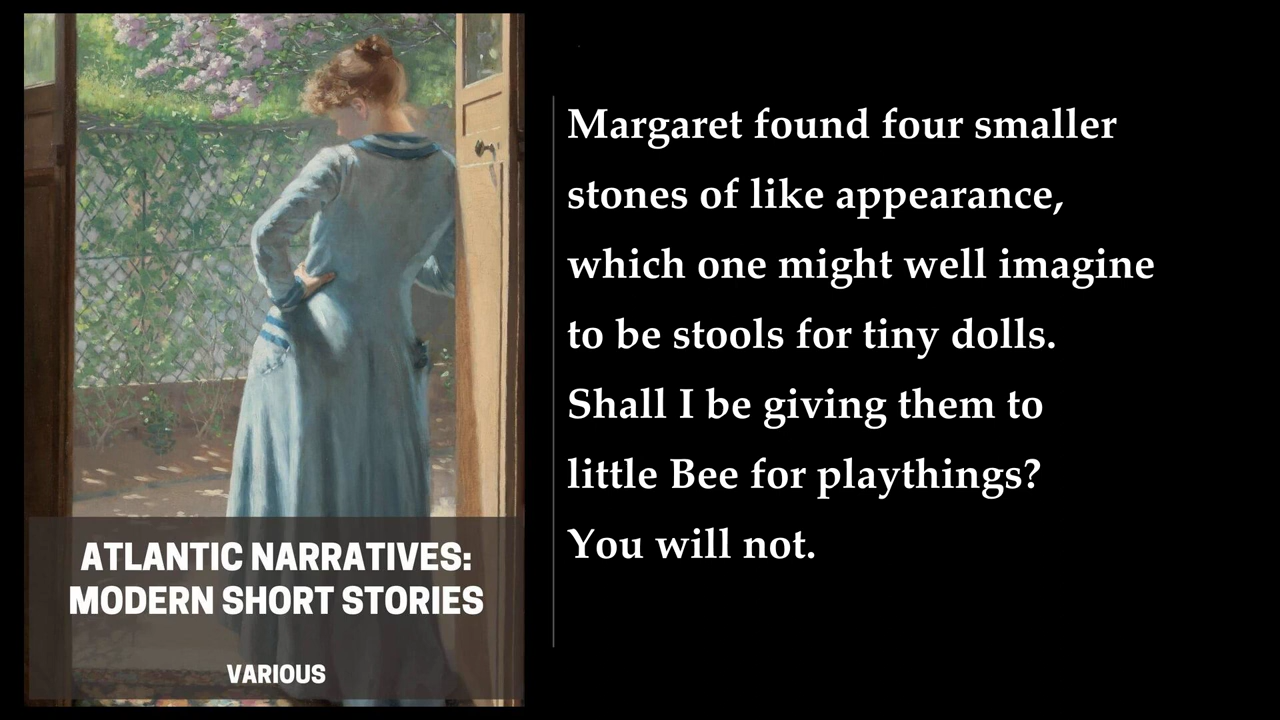 Margaret found four smaller
stones of like appearance,
which one might well imagine
to be stools for tiny dolls.
Shall I be giving them to
little Bee for playthings?
You will not.
ATLANTIC NARRATIVES:
MODERN SHORT STORIES
VARIOUS